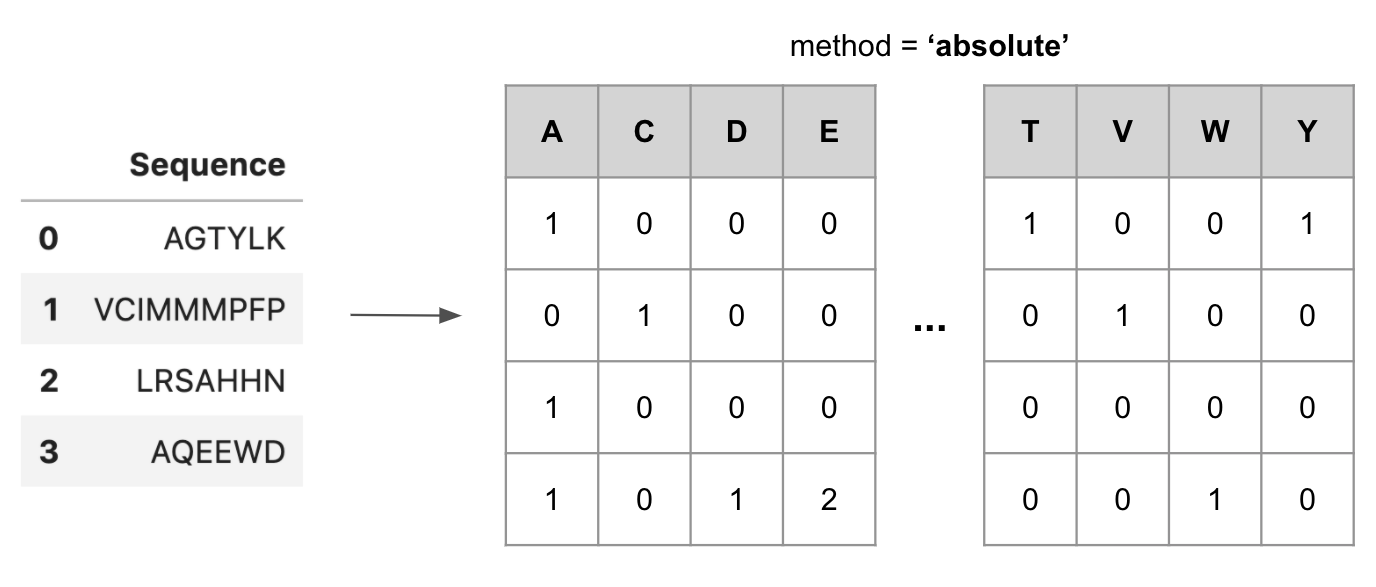 method = ‘absolute’
Sequence
0 AGTYLK
1 VCIMMMPFP
2 LRSAHHN
3 AQEEWD
A C D E
1 0 0 0
0 1 0 0
1 0 0 0
1 0 1 2
...
T V W Y
1 0 0 1
0 1 0 0
0 0 0 0
0 0 1 0